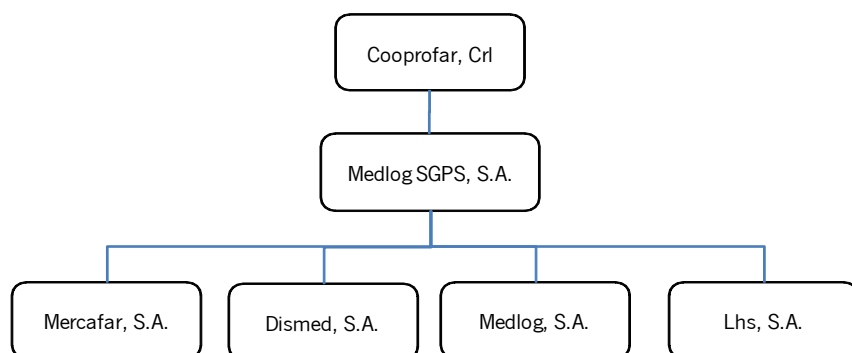 Cooprofar, Crl
Medlog SGPS, S.A.
Mercafar, S.A.
Dismed, S.A.
Medlog, S.A.
Lhs, S.A.